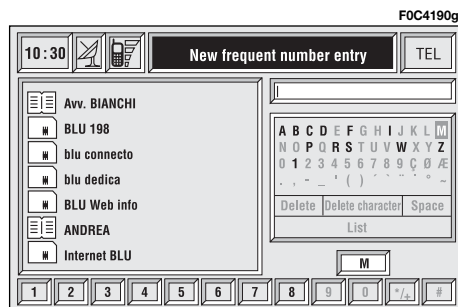 F0C4190g
10:30 New frequent number entry TEL
Avv. BIANCHI
BLU 198
blu connecto
blu dedica
BLU Web info
ANDREA
Internet BLU
A B C D E F G H I J K L M
N O P Q R S T U V W X Y Z
0 1 2 3 4 5 6 7 8 9 Ç Ø Æ
. , - _ ' ( ) ´ ` ¨ ^ ° ~
Delete Delete character Space
List
M
1 2 3 4 5 6 7 8 9 0 */+ #